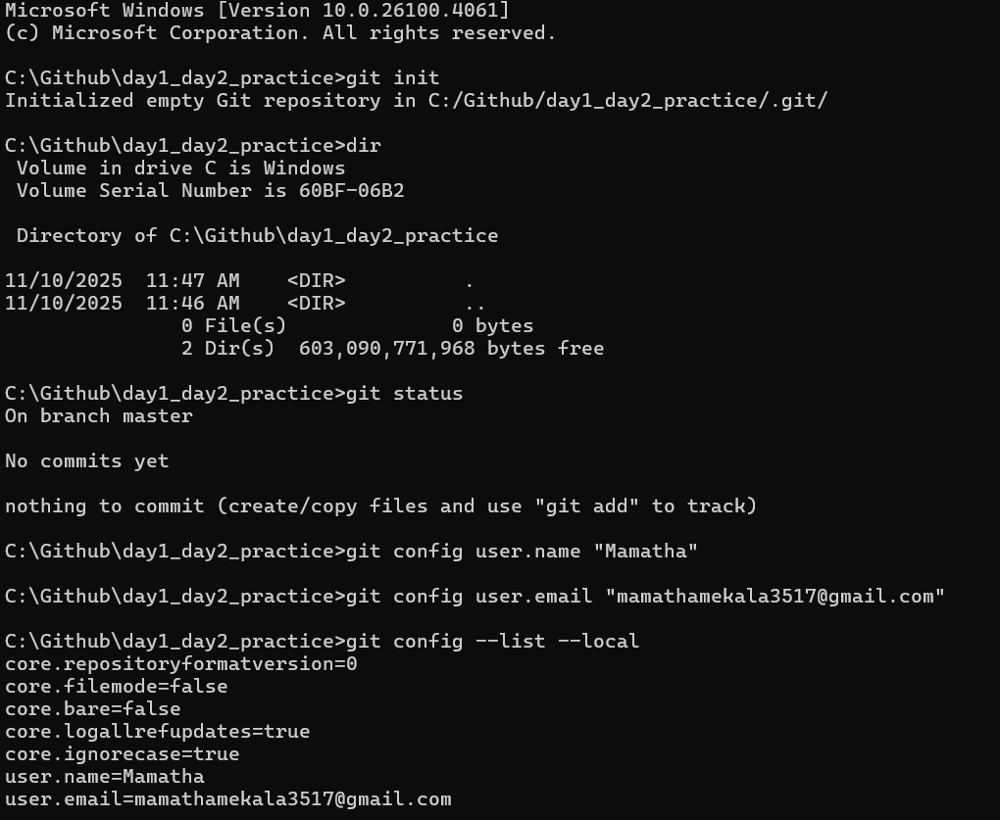 Microsoft Windows [Version 10.0.26100.4061]
(c) Microsoft Corporation. All rights reserved.
C:\Github\day1_day2_practice>git init
Initialized empty Git repository in C:/Github/day1_day2_practice/.git/
C:\Github\day1_day2_practice>dir
 Volume in drive C is Windows
 Volume Serial Number is 60BF-06B2
 Directory of C:\Github\day1_day2_practice
11/10/2025  11:47 AM    <DIR>          .
11/10/2025  11:46 AM    <DIR>          ..
               0 File(s)              0 bytes
               2 Dir(s)  603,090,771,968 bytes free
C:\Github\day1_day2_practice>git status
On branch master
No commits yet
nothing to commit (create/copy files and use "git add" to track)
C:\Github\day1_day2_practice>git config user.name "Mamatha"
C:\Github\day1_day2_practice>git config user.email "mamathamekala3517@gmail.com"
C:\Github\day1_day2_practice>git config --list --local
core.repositoryformatversion=0
core.filemode=false
core.bare=false
core.logallrefupdates=true
core.ignorecase=true
user.name=Mamatha
user.email=mamathamekala3517@gmail.com